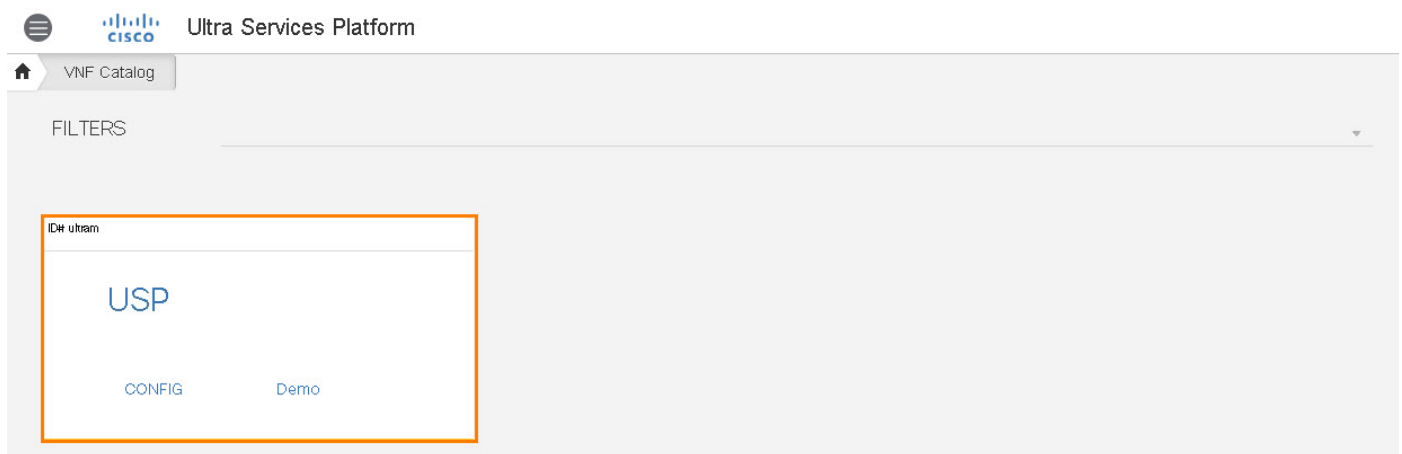 CISCO Ultra Services Platform
VNF Catalog
FILTERS
ID# ultram
USP
CONFIG Demo